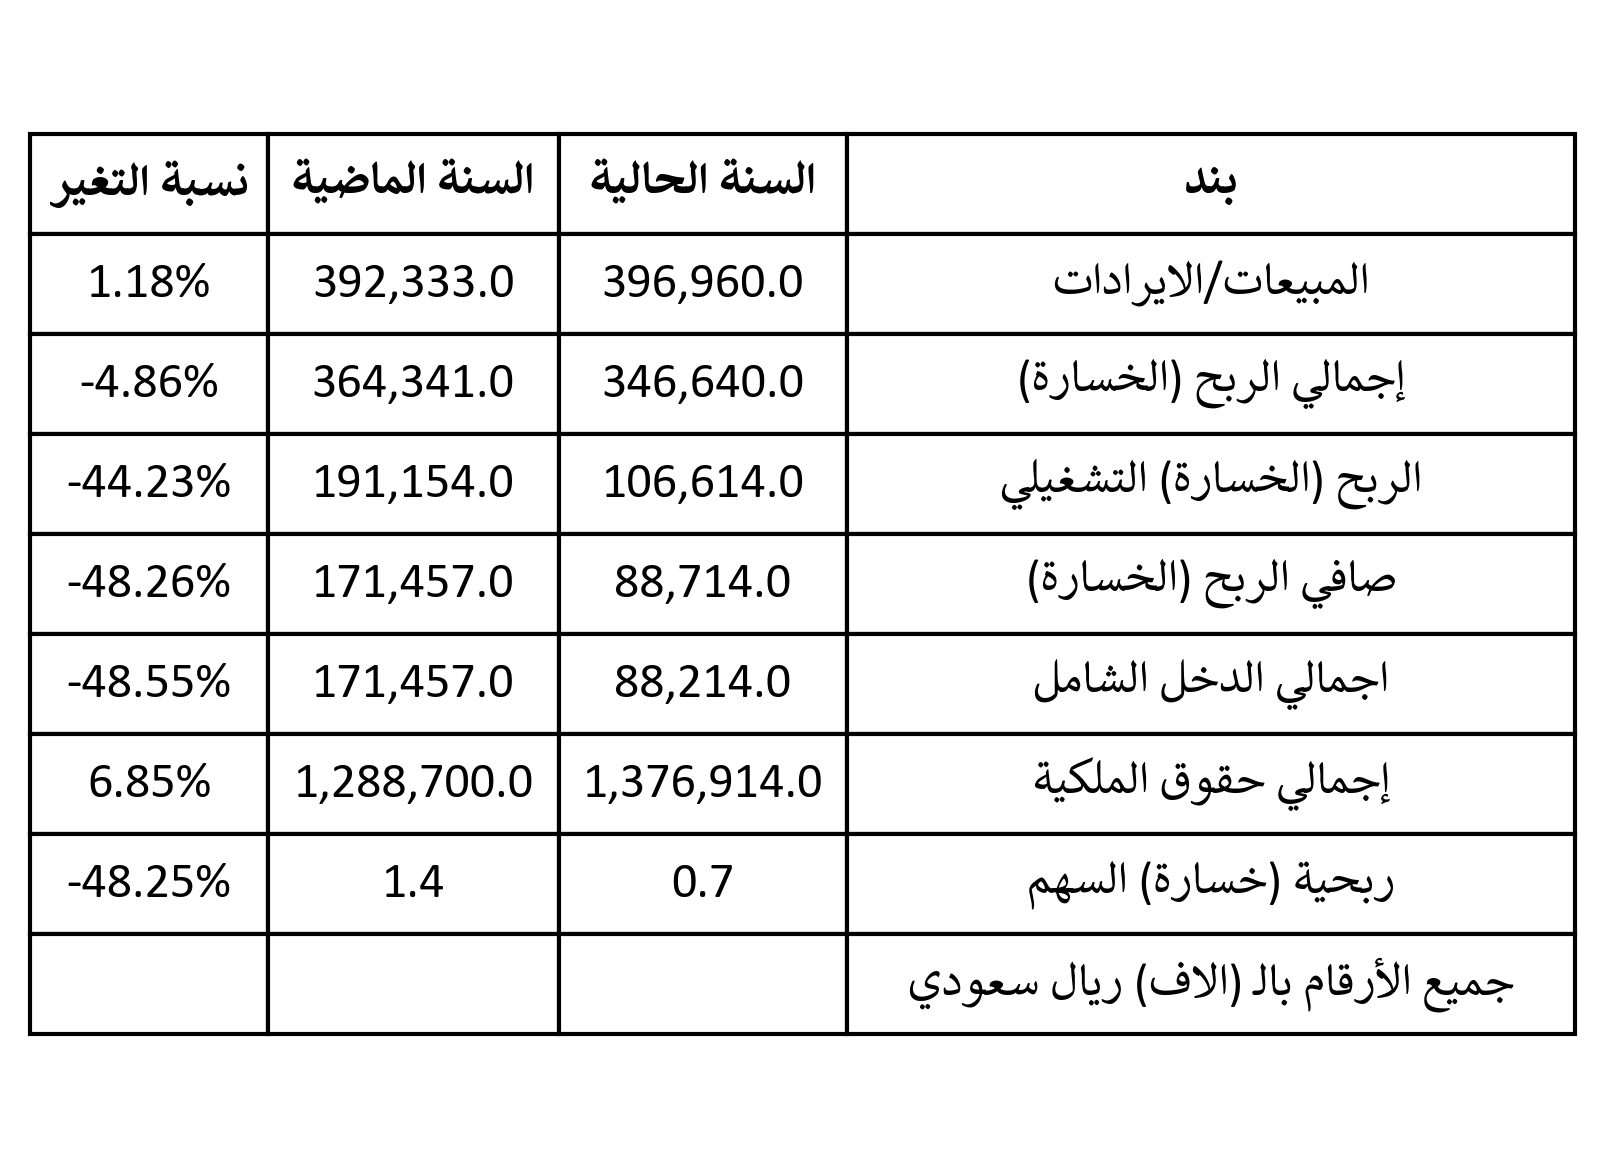 بند السنة الحالية السنة الماضية نسبة التغير
المبيعات/الايرادات 396,960.0 392,333.0 1.18%
إجمالي الربح (الخسارة) 346,640.0 364,341.0 -4.86%
الربح (الخسارة) التشغيلي 106,614.0 191,154.0 -44.23%
صافي الربح (الخسارة) 88,714.0 171,457.0 -48.26%
اجمالي الدخل الشامل 88,214.0 171,457.0 -48.55%
إجمالي حقوق الملكية 1,376,914.0 1,288,700.0 6.85%
ربحية (خسارة) السهم 0.7 1.4 -48.25%
جميع الأرقام بالـ (الاف) ريال سعودي